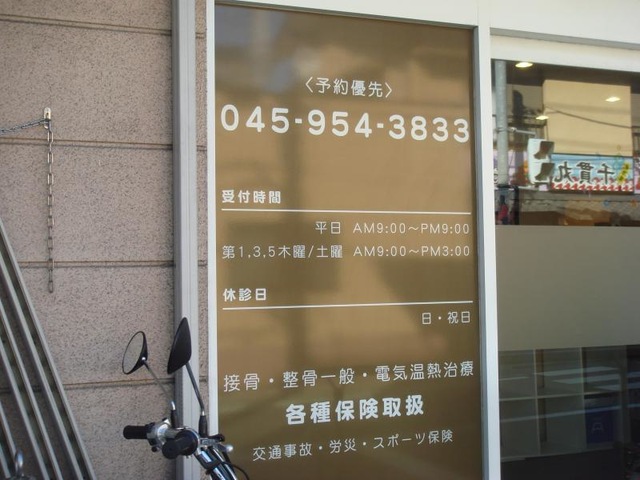 〈予約優先〉
045-954-3833
受付時間
平日 AM9:00～PM9:00
第1,3,5木曜/土曜 AM9:00～PM3:00
休診日
日・祝日
接骨・整骨一般・電気温熱治療
各種保険取扱
交通事故・労災・スポーツ保険
千貫丸